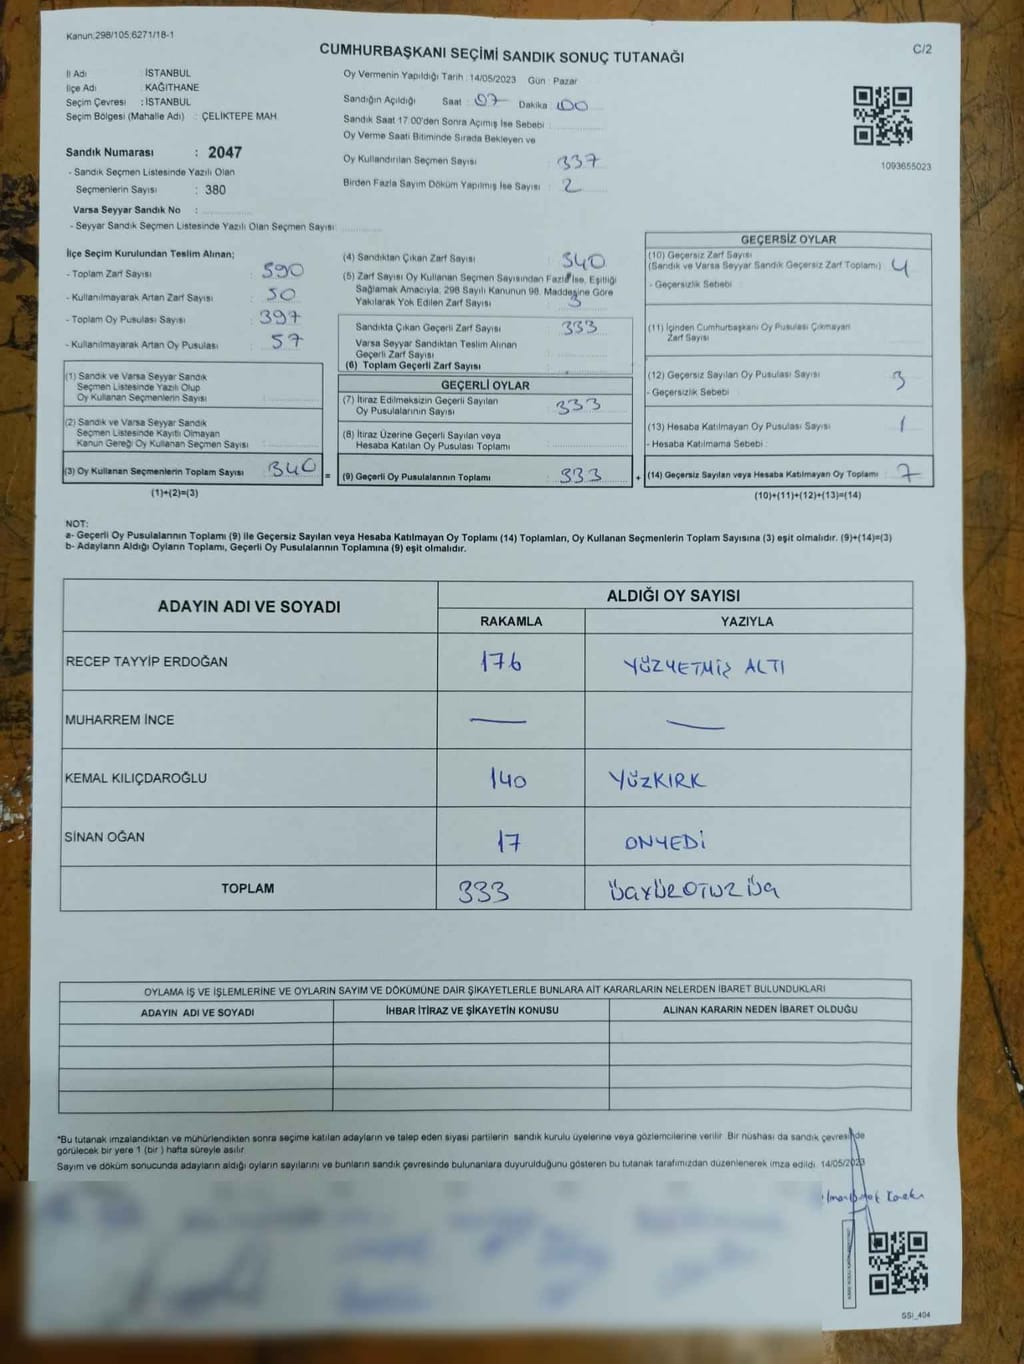 Kanun:298/105:6271/18-1
C/2
CUMHURBAŞKANI SEÇİMİ SANDIK SONUÇ TUTANAĞI
İl Adı : İSTANBUL
İlçe Adı : KAĞITHANE
Seçim Çevresi : İSTANBUL
Seçim Bölgesi (Mahalle Adı) : ÇELİKTEPE MAH.
Sandık Numarası : 2047
- Sandık Seçmen Listesinde Yazılı Olan
Seçmenlerin Sayısı : 380
Varsa Seyyar Sandık No :
- Seyyar Sandık Seçmen Listesinde Yazılı Olan Seçmen Sayısı:
Oy Vermenin Yapıldığı Tarih : 14/05/2023 Gün : Pazar
Sandığın Açıldığı Saat : 07 Dakika : 00
Sandık Saat 17.00'den Sonra Açımış İse Sebebi :
Oy Verme Saati Bitiminde Sırada Bekleyen ve
Oy Kullandırılan Seçmen Sayısı : 337
Birden Fazla Sayım Döküm Yapılmış İse Sayısı : 2
1093655023
İlçe Seçim Kurulundan Teslim Alınan;
- Toplam Zarf Sayısı : 390
- Kullanılmayarak Artan Zarf Sayısı : 50
- Toplam Oy Pusulası Sayısı : 397
- Kullanılmayarak Artan Oy Pusulası : 57
(1) Sandık ve Varsa Seyyar Sandık
Seçmen Listesinde Yazılı Olup
Oy Kullanan Seçmenlerin Sayısı
(2) Sandık ve Varsa Seyyar Sandık
Seçmen Listesinde Kayıtlı Olmayan
Kanun Gereği Oy Kullanan Seçmen Sayısı
(3) Oy Kullanan Seçmenlerin Toplam Sayısı : 340
(1)+(2)=(3)
=
(4) Sandıktan Çıkan Zarf Sayısı : 340
(5) Zarf Sayısı Oy Kullanan Seçmen Sayısından Fazla İse, Eşitliği
Sağlamak Amacıyla, 298 Sayılı Kanunun 98. Maddesine Göre
Yakılarak Yok Edilen Zarf Sayısı : 3
Sandıkta Çıkan Geçerli Zarf Sayısı : 333
Varsa Seyyar Sandıktan Teslim Alınan
Geçerli Zarf Sayısı
(6) Toplam Geçerli Zarf Sayısı
GEÇERLİ OYLAR
(7) İtiraz Edilmeksizin Geçerli Sayılan
Oy Pusulalarının Sayısı : 333
(8) İtiraz Üzerine Geçerli Sayılan veya
Hesaba Katılan Oy Pusulası Toplamı
(9) Geçerli Oy Pusulalarının Toplamı : 333
+
GEÇERSİZ OYLAR
(10) Geçersiz Zarf Sayısı
(Sandık ve Varsa Seyyar Sandık Geçersiz Zarf Toplamı) 4
- Geçersizlik Sebebi :
(11) İçinden Cumhurbaşkanı Oy Pusulası Çıkmayan
Zarf Sayısı
(12) Geçersiz Sayılan Oy Pusulası Sayısı 3
- Geçersizlik Sebebi :
(13) Hesaba Katılmayan Oy Pusulası Sayısı 1
- Hesaba Katılmama Sebebi :
(14) Geçersiz Sayılan veya Hesaba Katılmayan Oy Toplamı : 7
(10)+(11)+(12)+(13)=(14)
NOT:
a- Geçerli Oy Pusulalarının Toplamı (9) ile Geçersiz Sayılan veya Hesaba Katılmayan Oy Toplamı (14) Toplamları, Oy Kullanan Seçmenlerin Toplam Sayısına (3) eşit olmalıdır. (9)+(14)=(3)
b- Adayların Aldığı Oyların Toplamı, Geçerli Oy Pusulalarının Toplamına (9) eşit olmalıdır.
ADAYIN ADI VE SOYADI
ALDIĞI OY SAYISI
RAKAMLA YAZIYLA
RECEP TAYYİP ERDOĞAN 176 YÜZYETMİŞ ALTI
MUHARREM İNCE — —
KEMAL KILIÇDAROĞLU 140 YÜZKIRK
SİNAN OĞAN 17 ONYEDİ
TOPLAM 333 ÜÇYÜZOTUZ ÜÇ
OYLAMA İŞ VE İŞLEMLERİNE VE OYLARIN SAYIM VE DÖKÜMÜNE DAİR ŞİKAYETLERLE BUNLARA AİT KARARLARIN NELERDEN İBARET BULUNDUKLARI
ADAYIN ADI VE SOYADI İHBAR İTİRAZ VE ŞİKAYETİN KONUSU ALINAN KARARIN NEDEN İBARET OLDUĞU
*Bu tutanak imzalandıktan ve mühürlendikten sonra seçime katılan adayların ve talep eden siyasi partilerin sandık kurulu üyelerine veya gözlemcilerine verilir. Bir nüshası da sandık çevresinde
görülecek bir yere 1 (bir ) hafta süreyle asılır.
Sayım ve döküm sonucunda adayların aldığı oyların sayılarını ve bunların sandık çevresinde bulunanlara duyurulduğunu gösteren bu tutanak tarafımızdan düzenlenerek imza edildi. 14/05/2023
SSI_404